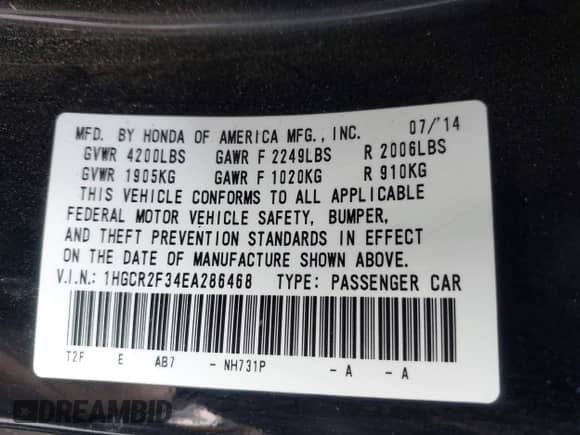 MFD. BY HONDA OF AMERICA MFG., INC. 07/'14
GVWR 4200LBS GAWR F 2249LBS R 2006LBS
GVWR 1905KG GAWR F 1020KG R 910KG
THIS VEHICLE CONFORMS TO ALL APPLICABLE
FEDERAL MOTOR VEHICLE SAFETY, BUMPER,
AND THEFT PREVENTION STANDARDS IN EFFECT
ON THE DATE OF MANUFACTURE SHOWN ABOVE.
V.I.N.: 1HGCR2F34EA286468 TYPE: PASSENGER CAR
T2F E AB7 - NH731P - A - A
DREAMBID